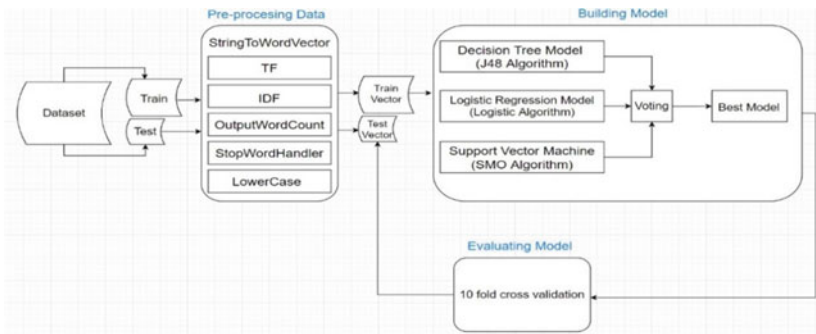 Pre-procesing Data
Building Model
StringToWordVector
TF
IDF
OutputWordCount
StopWordHandler
LowerCase
Dataset
Train
Test
Train
Vector
Test
Vector
Decision Tree Model
(J48 Algorithm)
Logistic Regression Model
(Logistic Algorithm)
Support Vector Machine
(SMO Algorithm)
Voting
Best Model
Evaluating Model
10 fold cross validation